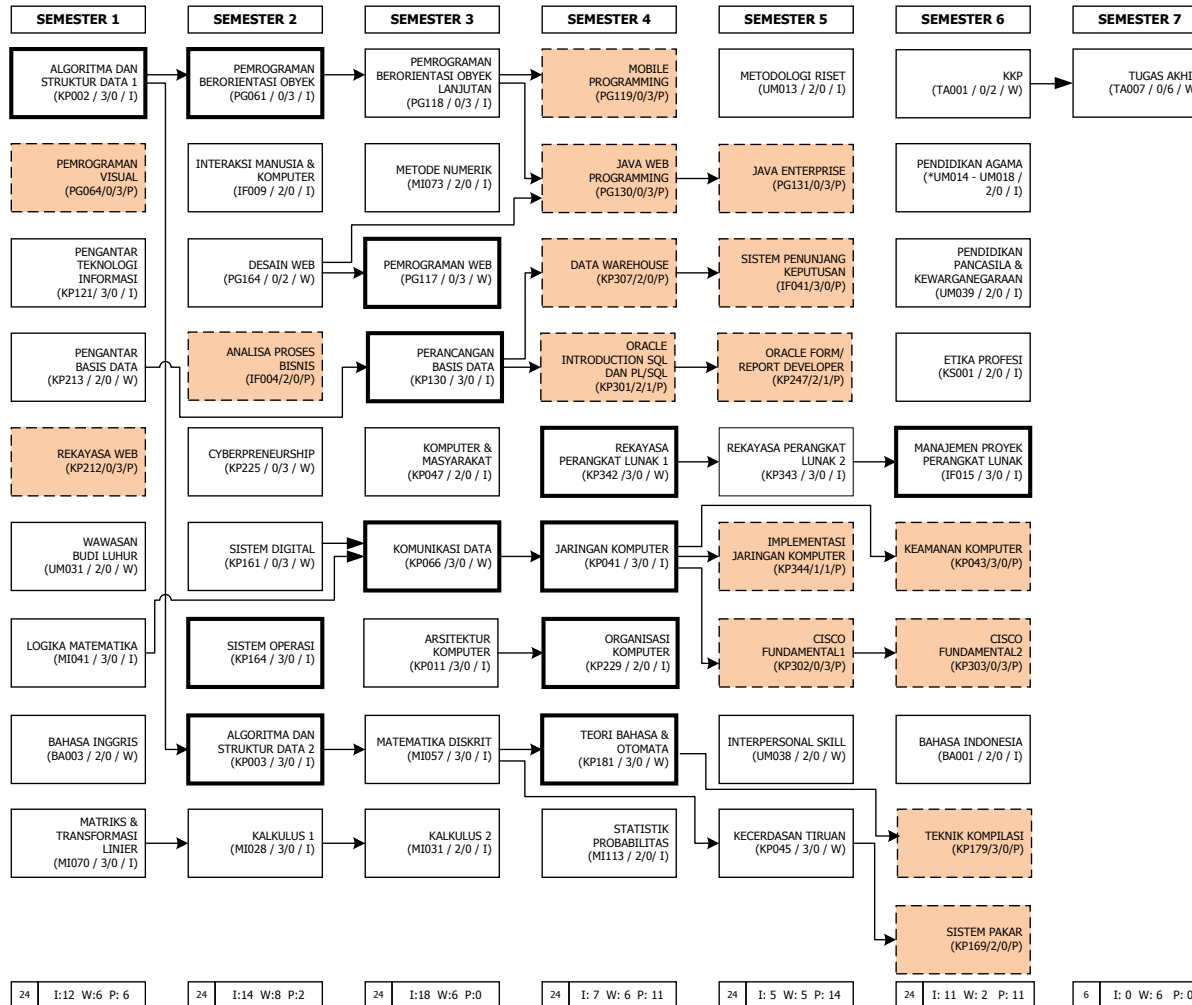 SEMESTER 1
SEMESTER 2
SEMESTER 3
SEMESTER 4
SEMESTER 5
SEMESTER 6
SEMESTER 7
ALGORITMA DAN
STRUKTUR DATA 1
(KP002 / 3/0 / I)
PEMROGRAMAN
BERORIENTASI OBYEK
(PG061 / 0/3 / I)
PEMROGRAMAN
BERORIENTASI OBYEK
LANJUTAN
(PG118 / 0/3 / I)
MOBILE
PROGRAMMING
(PG119/0/3/P)
METODOLOGI RISET
(UM013 / 2/0 / I)
KKP
(TA001 / 0/2 / W)
TUGAS AKHI
(TA007 / 0/6 / W
PEMROGRAMAN
VISUAL
(PG064/0/3/P)
INTERAKSI MANUSIA &
KOMPUTER
(IF009 / 2/0 / I)
METODE NUMERIK
(MI073 / 2/0 / I)
JAVA WEB
PROGRAMMING
(PG130/0/3/P)
JAVA ENTERPRISE
(PG131/0/3/P)
PENDIDIKAN AGAMA
(*UM014 - UM018 /
2/0 / I)
PENGANTAR
TEKNOLOGI
INFORMASI
(KP121/ 3/0 / I)
DESAIN WEB
(PG164 / 0/2 / W)
PEMROGRAMAN WEB
(PG117 / 0/3 / W)
DATA WAREHOUSE
(KP307/2/0/P)
SISTEM PENUNJANG
KEPUTUSAN
(IF041/3/0/P)
PENDIDIKAN
PANCASILA &
KEWARGANEGARAAN
(UM039 / 2/0 / I)
PENGANTAR
BASIS DATA
(KP213 / 2/0 / W)
ANALISA PROSES
BISNIS
(IF004/2/0/P)
PERANCANGAN
BASIS DATA
(KP130 / 3/0 / I)
ORACLE
INTRODUCTION SQL
DAN PL/SQL
(KP301/2/1/P)
ORACLE FORM/
REPORT DEVELOPER
(KP247/2/1/P)
ETIKA PROFESI
(KS001 / 2/0 / I)
REKAYASA WEB
(KP212/0/3/P)
CYBERPRENEURSHIP
(KP225 / 0/3 / W)
KOMPUTER &
MASYARAKAT
(KP047 / 2/0 / I)
REKAYASA
PERANGKAT LUNAK 1
(KP342 /3/0 / W)
REKAYASA PERANGKAT
LUNAK 2
(KP343 / 3/0 / I)
MANAJEMEN PROYEK
PERANGKAT LUNAK
(IF015 / 3/0 / I)
WAWASAN
BUDI LUHUR
(UM031 / 2/0 / W)
SISTEM DIGITAL
(KP161 / 0/3 / W)
KOMUNIKASI DATA
(KP066 /3/0 / W)
JARINGAN KOMPUTER
(KP041 / 3/0 / I)
IMPLEMENTASI
JARINGAN KOMPUTER
(KP344/1/1/P)
KEAMANAN KOMPUTER
(KP043/3/0/P)
LOGIKA MATEMATIKA
(MI041 / 3/0 / I)
SISTEM OPERASI
(KP164 / 3/0 / I)
ARSITEKTUR
KOMPUTER
(KP011 /3/0 / I)
ORGANISASI
KOMPUTER
(KP229 / 2/0 / I)
CISCO
FUNDAMENTAL1
(KP302/0/3/P)
CISCO
FUNDAMENTAL2
(KP303/0/3/P)
BAHASA INGGRIS
(BA003 / 2/0 / W)
ALGORITMA DAN
STRUKTUR DATA 2
(KP003 / 3/0 / I)
MATEMATIKA DISKRIT
(MI057 / 3/0 / I)
TEORI BAHASA &
OTOMATA
(KP181 / 3/0 / W)
INTERPERSONAL SKILL
(UM038 / 2/0 / W)
BAHASA INDONESIA
(BA001 / 2/0 / I)
MATRIKS &
TRANSFORMASI
LINIER
(MI070 / 3/0 / I)
KALKULUS 1
(MI028 / 3/0 / I)
KALKULUS 2
(MI031 / 2/0 / I)
STATISTIK
PROBABILITAS
(MI113 / 2/0/ I)
KECERDASAN TIRUAN
(KP045 / 3/0 / W)
TEKNIK KOMPILASI
(KP179/3/0/P)
SISTEM PAKAR
(KP169/2/0/P)
24 I:12 W:6 P: 6
24 I:14 W:8 P:2
24 I:18 W:6 P:0
24 I: 7 W: 6 P: 11
24 I: 5 W: 5 P: 14
24 I: 11 W: 2 P: 11
6 I: 0 W: 6 P: 0